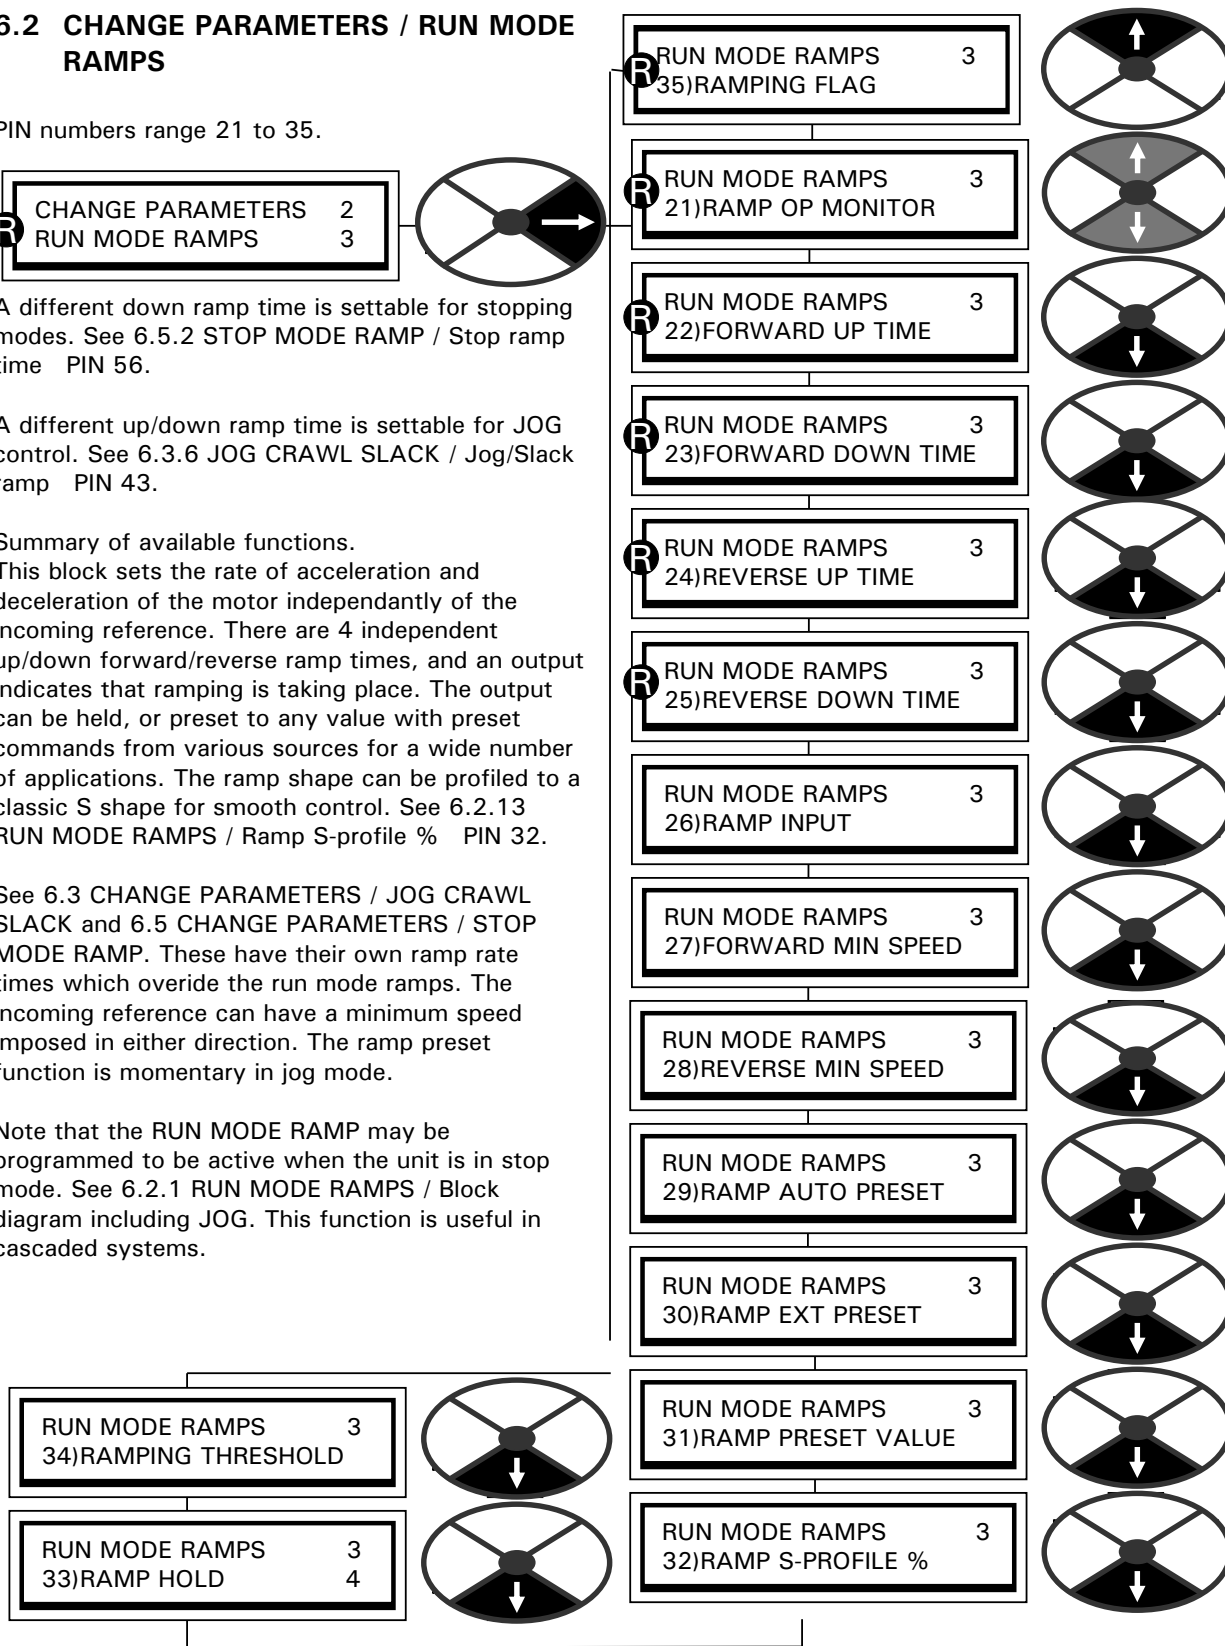 6.2 CHANGE PARAMETERS / RUN MODE
RAMPS
PIN numbers range 21 to 35.
R
CHANGE PARAMETERS 2
RUN MODE RAMPS 3
A different down ramp time is settable for stopping
modes. See 6.5.2 STOP MODE RAMP / Stop ramp
time PIN 56.
A different up/down ramp time is settable for JOG
control. See 6.3.6 JOG CRAWL SLACK / Jog/Slack
ramp PIN 43.
Summary of available functions.
This block sets the rate of acceleration and
deceleration of the motor independantly of the
incoming reference. There are 4 independent
up/down forward/reverse ramp times, and an output
indicates that ramping is taking place. The output
can be held, or preset to any value with preset
commands from various sources for a wide number
of applications. The ramp shape can be profiled to a
classic S shape for smooth control. See 6.2.13
RUN MODE RAMPS / Ramp S-profile % PIN 32.
See 6.3 CHANGE PARAMETERS / JOG CRAWL
SLACK and 6.5 CHANGE PARAMETERS / STOP
MODE RAMP. These have their own ramp rate
times which overide the run mode ramps. The
incoming reference can have a minimum speed
imposed in either direction. The ramp preset
function is momentary in jog mode.
Note that the RUN MODE RAMP may be
programmed to be active when the unit is in stop
mode. See 6.2.1 RUN MODE RAMPS / Block
diagram including JOG. This function is useful in
cascaded systems.
R
RUN MODE RAMPS 3
35)RAMPING FLAG
R
RUN MODE RAMPS 3
21)RAMP OP MONITOR
R
RUN MODE RAMPS 3
22)FORWARD UP TIME
R
RUN MODE RAMPS 3
23)FORWARD DOWN TIME
R
RUN MODE RAMPS 3
24)REVERSE UP TIME
R
RUN MODE RAMPS 3
25)REVERSE DOWN TIME
RUN MODE RAMPS 3
26)RAMP INPUT
RUN MODE RAMPS 3
27)FORWARD MIN SPEED
RUN MODE RAMPS 3
28)REVERSE MIN SPEED
RUN MODE RAMPS 3
29)RAMP AUTO PRESET
RUN MODE RAMPS 3
30)RAMP EXT PRESET
RUN MODE RAMPS 3
31)RAMP PRESET VALUE
RUN MODE RAMPS 3
32)RAMP S-PROFILE %
RUN MODE RAMPS 3
34)RAMPING THRESHOLD
RUN MODE RAMPS 3
33)RAMP HOLD 4